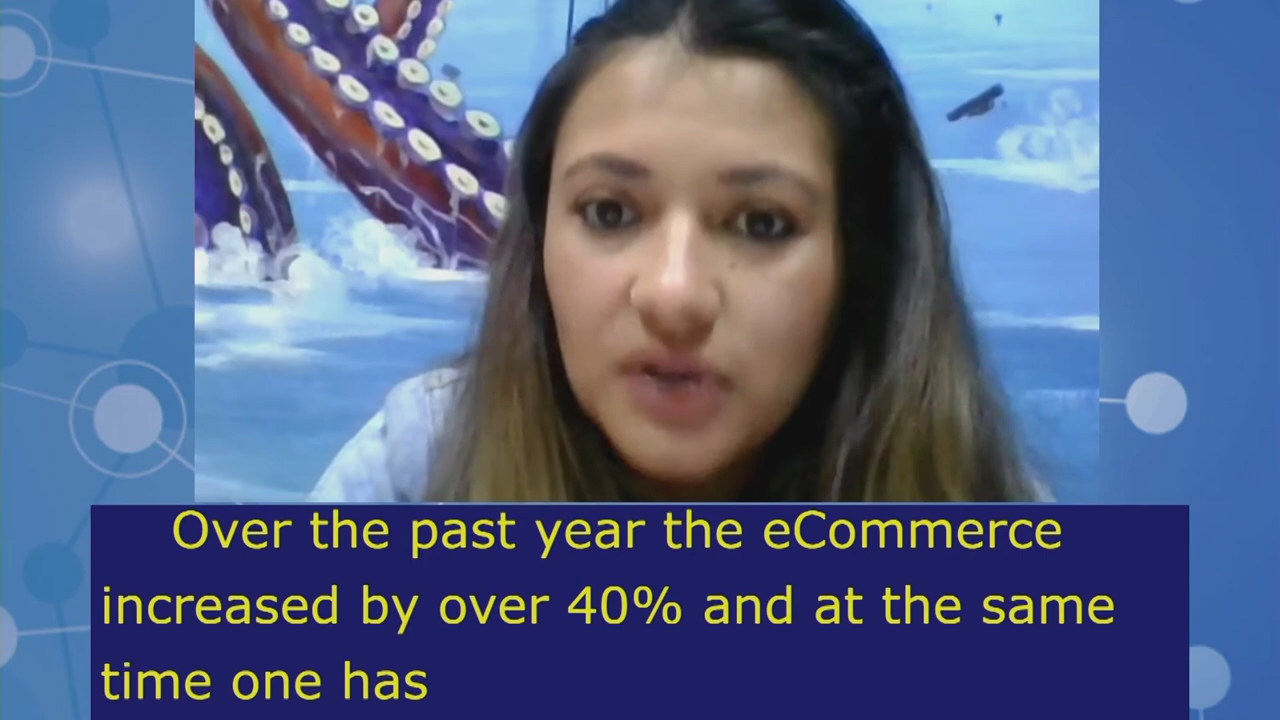 Over the past year the eCommerce
increased by over 40% and at the same
time one has